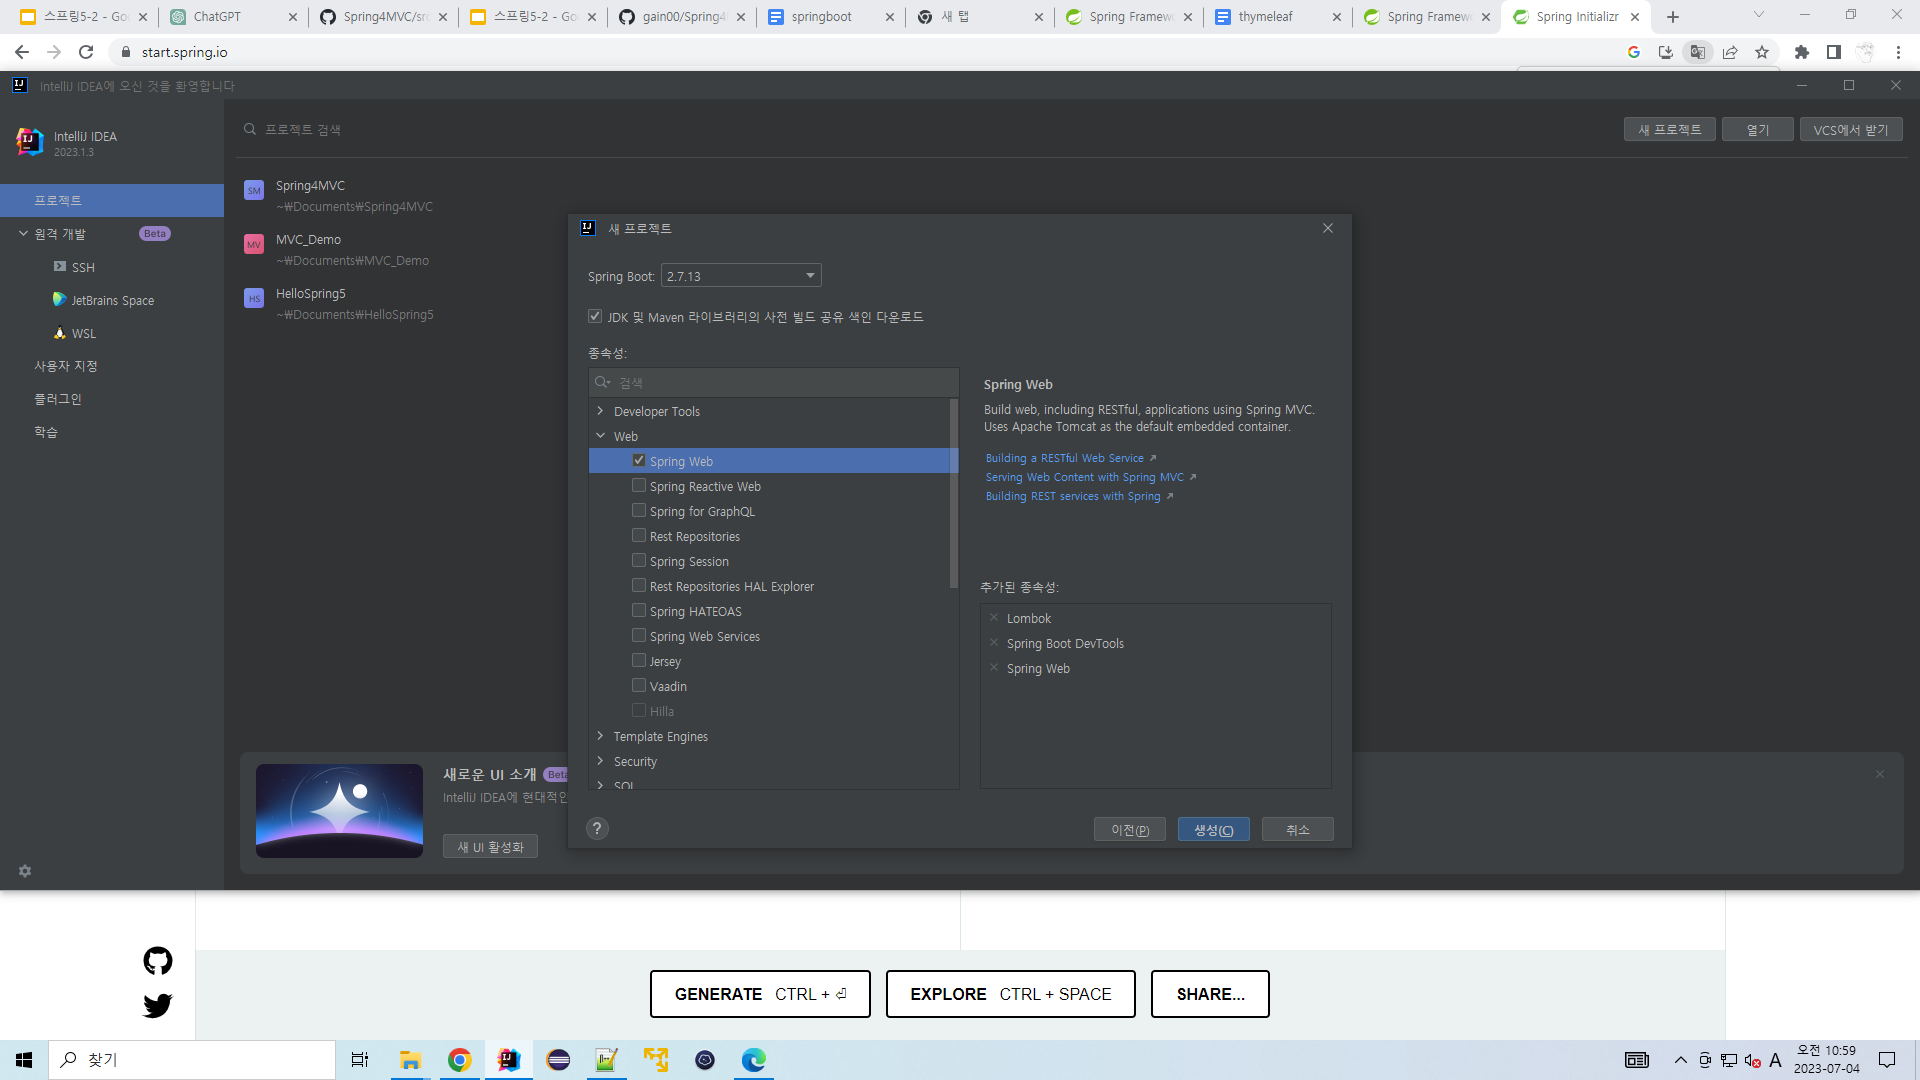 스프링5-2 - Goo
ChatGPT
Spring4MVC/src
스프링5-2 - Goo
gain00/Spring4
springboot
새 탭
Spring Framew
thymeleaf
Spring Framew
Spring Initializr
start.spring.io
IntelliJ IDEA에 오신 것을 환영합니다
IntelliJ IDEA
2023.1.3
프로젝트
원격 개발
Beta
SSH
JetBrains Space
WSL
사용자 지정
플러그인
학습
프로젝트 검색
새 프로젝트
열기
VCS에서 받기
SM
Spring4MVC
~₩Documents₩Spring4MVC
MV
MVC_Demo
~₩Documents₩MVC_Demo
HS
HelloSpring5
~₩Documents₩HelloSpring5
새 프로젝트
Spring Boot:
2.7.13
JDK 및 Maven 라이브러리의 사전 빌드 공유 색인 다운로드
종속성:
검색
Developer Tools
Web
Spring Web
Spring Reactive Web
Spring for GraphQL
Rest Repositories
Spring Session
Rest Repositories HAL Explorer
Spring HATEOAS
Spring Web Services
Jersey
Vaadin
Hilla
Template Engines
Security
SQL
Spring Web
Build web, including RESTful, applications using Spring MVC.
Uses Apache Tomcat as the default embedded container.
Building a RESTful Web Service
Serving Web Content with Spring MVC
Building REST services with Spring
추가된 종속성:
Lombok
Spring Boot DevTools
Spring Web
?
이전(P)
생성(C)
취소
새로운 UI 소개
Beta
IntelliJ IDEA에 현대적인
새 UI 활성화
GENERATE CTRL + ⏎
EXPLORE CTRL + SPACE
SHARE...
찾기
A
오전 10:59
2023-07-04